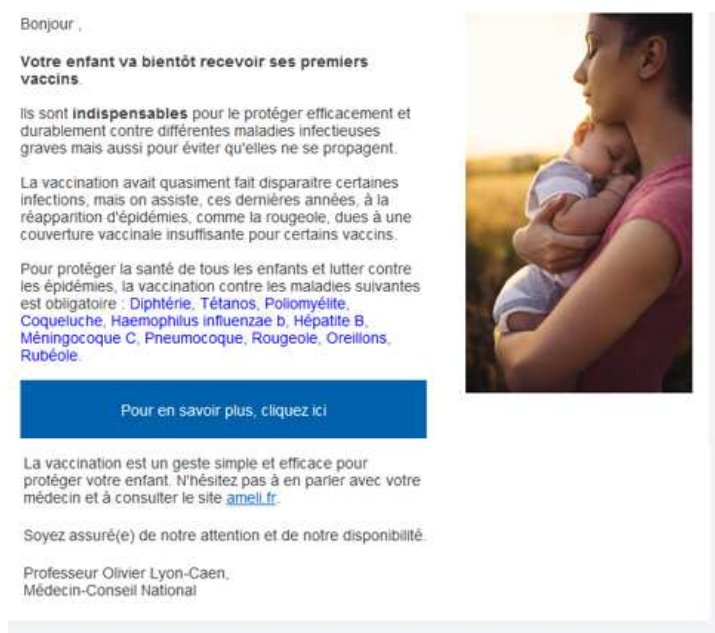 Bonjour ,
Votre enfant va bientôt recevoir ses premiers
vaccins.
Ils sont indispensables pour le protéger efficacement et
durablement contre différentes maladies infectieuses
graves mais aussi pour éviter qu'elles ne se propagent.
La vaccination avait quasiment fait disparaitre certaines
infections, mais on assiste, ces dernières années, à la
réapparition d'épidémies, comme la rougeole, dues à une
couverture vaccinale insuffisante pour certains vaccins.
Pour protéger la santé de tous les enfants et lutter contre
les épidémies, la vaccination contre les maladies suivantes
est obligatoire : Diphtérie, Tétanos, Poliomyélite,
Coqueluche, Haemophilus influenzae b, Hépatite B,
Méningocoque C, Pneumocoque, Rougeole, Oreillons,
Rubéole.
Pour en savoir plus, cliquez ici
La vaccination est un geste simple et efficace pour
protéger votre enfant. N'hésitez pas à en parler avec votre
médecin et à consulter le site ameli.fr.
Soyez assuré(e) de notre attention et de notre disponibilité.
Professeur Olivier Lyon-Caen,
Médecin-Conseil National